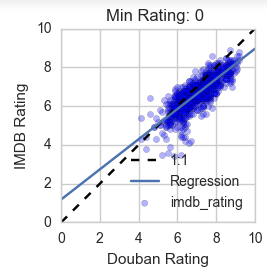 Min Rating: 0
10
8
6
4
2
0
IMDB Rating
1:1
Regression
imdb_rating
0 2 4 6 8 10
Douban Rating